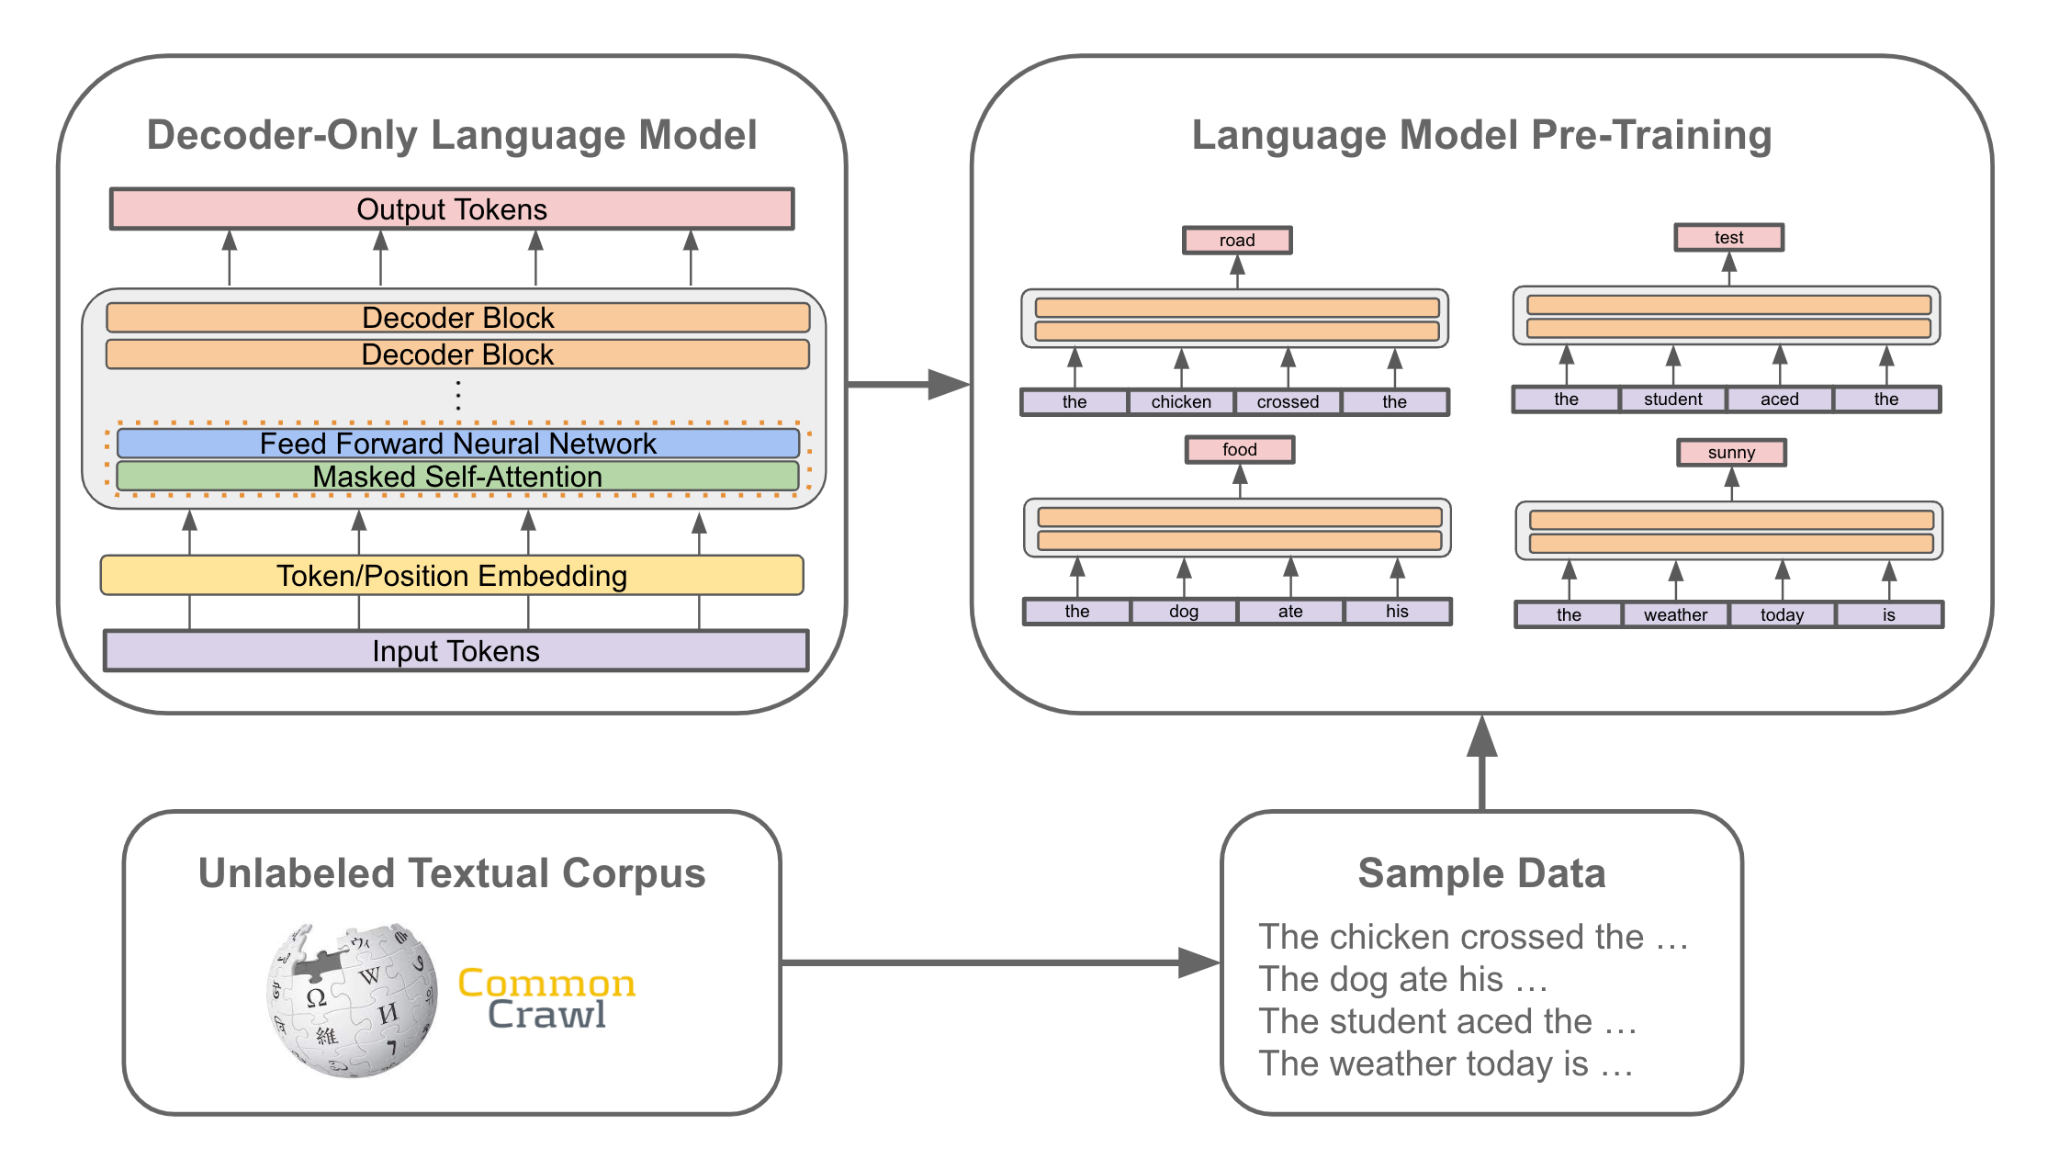 Decoder-Only Language Model
Output Tokens
Decoder Block
Decoder Block
Feed Forward Neural Network
Masked Self-Attention
Token/Position Embedding
Input Tokens
Language Model Pre-Training
road
the chicken crossed the
test
the student aced the
food
the dog ate his
sunny
the weather today is
Unlabeled Textual Corpus
Ω W И 維
Common
Crawl
Sample Data
The chicken crossed the …
The dog ate his …
The student aced the …
The weather today is …